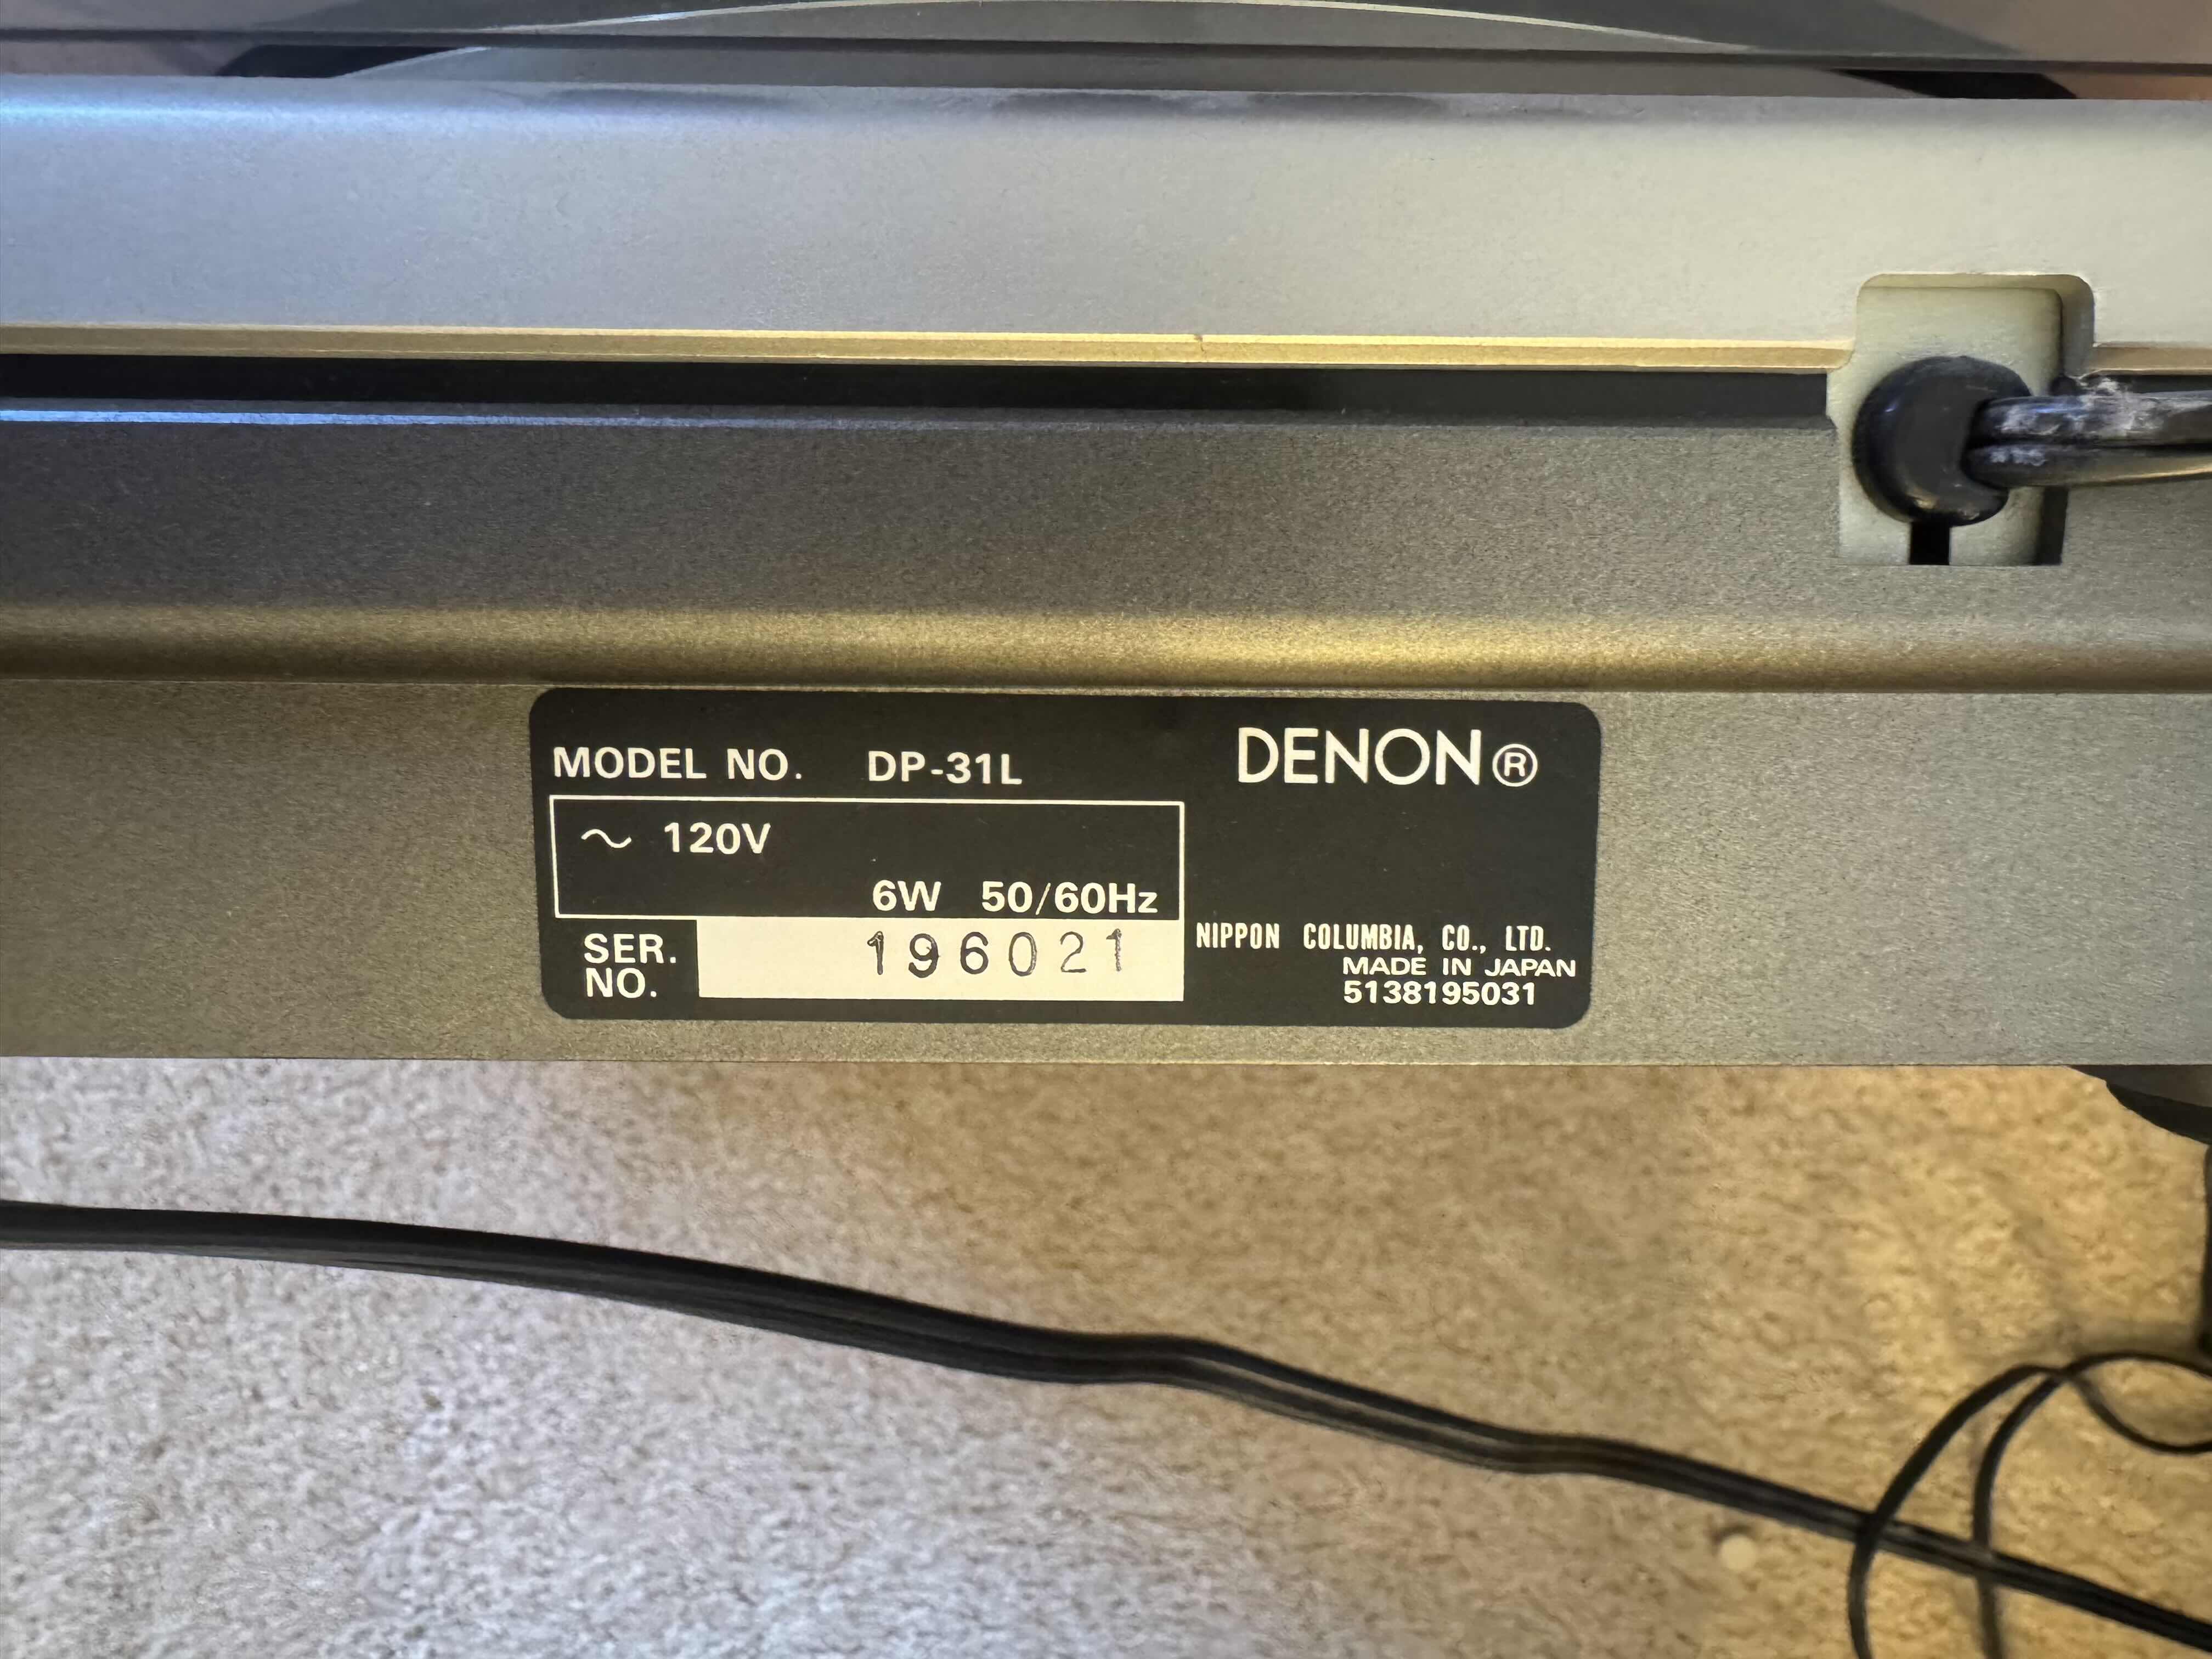 MODEL NO. DP-31L
DENON®
~ 120V
6W 50/60Hz
SER. NO. 196021
NIPPON COLUMBIA, CO., LTD.
MADE IN JAPAN
5138195031